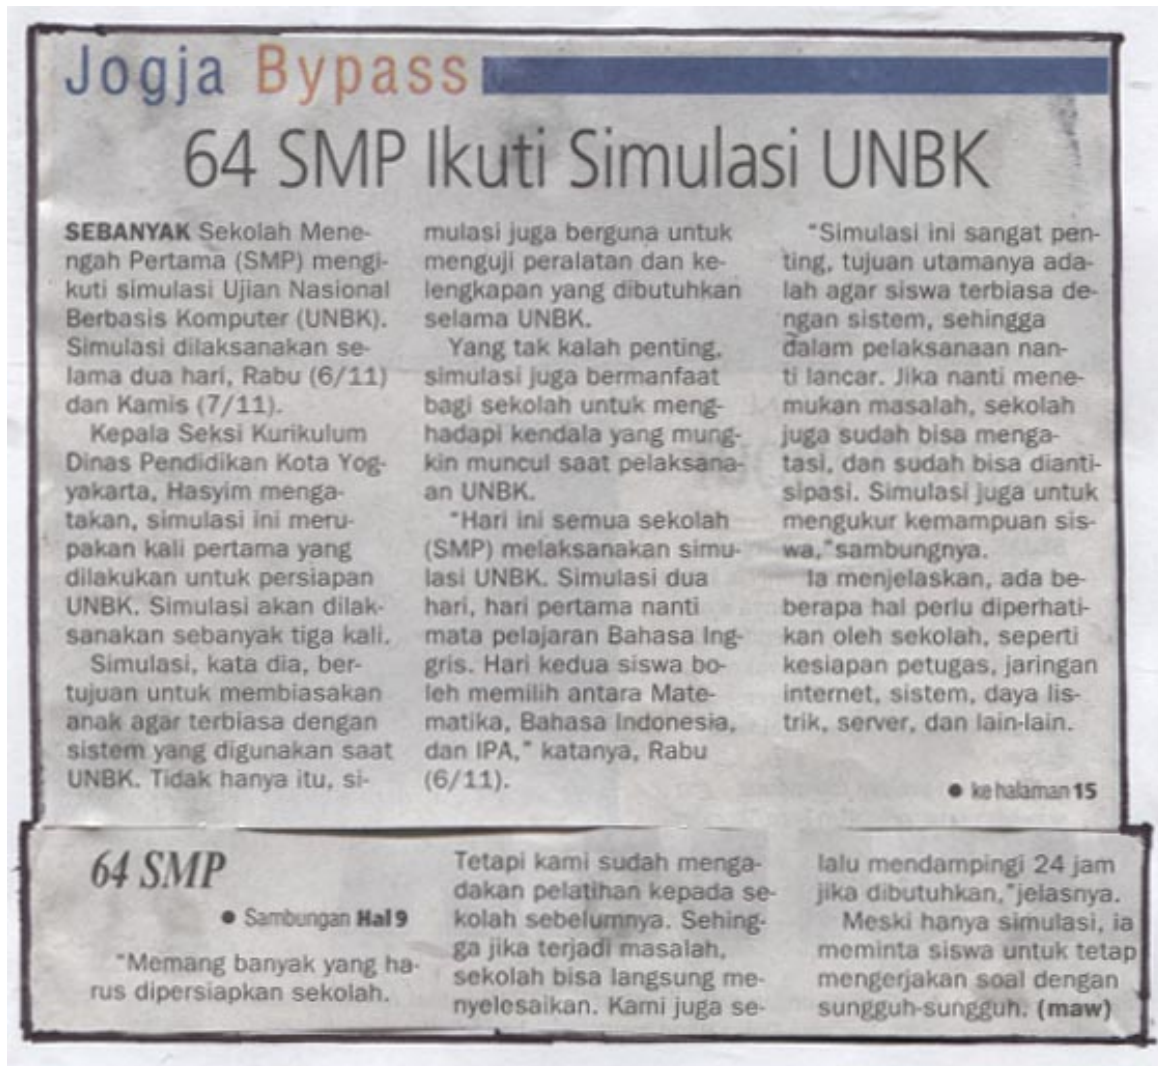 Jogja Bypass
64 SMP Ikuti Simulasi UNBK
SEBANYAK Sekolah Mene-
ngah Pertama (SMP) mengi-
kuti simulasi Ujian Nasional
Berbasis Komputer (UNBK).
Simulasi dilaksanakan se-
lama dua hari, Rabu (6/11)
dan Kamis (7/11).
Kepala Seksi Kurikulum
Dinas Pendidikan Kota Yog-
yakarta, Hasyim menga-
takan, simulasi ini meru-
pakan kali pertama yang
dilakukan untuk persiapan
UNBK. Simulasi akan dilak-
sanakan sebanyak tiga kali.
Simulasi, kata dia, ber-
tujuan untuk membiasakan
anak agar terbiasa dengan
sistem yang digunakan saat
UNBK. Tidak hanya itu, si-
mulasi juga berguna untuk
menguji peralatan dan ke-
lengkapan yang dibutuhkan
selama UNBK.
Yang tak kalah penting,
simulasi juga bermanfaat
bagi sekolah untuk meng-
hadapi kendala yang mung-
kin muncul saat pelaksana-
an UNBK.
"Hari ini semua sekolah
(SMP) melaksanakan simu-
lasi UNBK. Simulasi dua
hari, hari pertama nanti
mata pelajaran Bahasa Ing-
gris. Hari kedua siswa bo-
leh memilih antara Mate-
matika, Bahasa Indonesia,
dan IPA," katanya, Rabu
(6/11).
"Simulasi ini sangat pen-
ting, tujuan utamanya ada-
lah agar siswa terbiasa de-
ngan sistem, sehingga
dalam pelaksanaan nan-
ti lancar. Jika nanti mene-
mukan masalah, sekolah
juga sudah bisa menga-
tasi, dan sudah bisa dianti-
sipasi. Simulasi juga untuk
mengukur kemampuan sis-
wa,"sambungnya.
Ia menjelaskan, ada be-
berapa hal perlu diperhati-
kan oleh sekolah, seperti
kesiapan petugas, jaringan
internet, sistem, daya lis-
trik, server, dan lain-lain.
● ke halaman 15
64 SMP
● Sambungan Hal 9
"Memang banyak yang ha-
rus dipersiapkan sekolah.
Tetapi kami sudah menga-
dakan pelatihan kepada se-
kolah sebelumnya. Sehing-
ga jika terjadi masalah,
sekolah bisa langsung me-
nyelesaikan. Kami juga se-
lalu mendampingi 24 jam
jika dibutuhkan,"jelasnya.
Meski hanya simulasi, ia
meminta siswa untuk tetap
mengerjakan soal dengan
sungguh-sungguh. (maw)